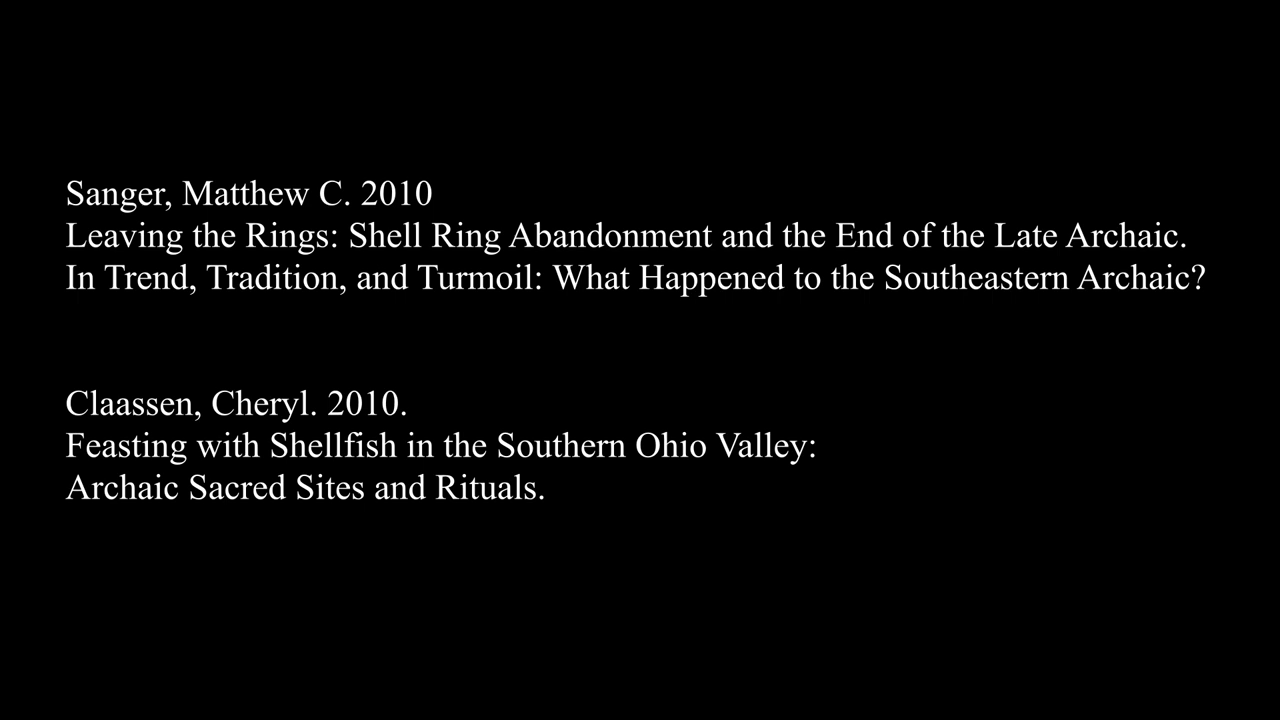 Sanger, Matthew C. 2010
Leaving the Rings: Shell Ring Abandonment and the End of the Late Archaic.
In Trend, Tradition, and Turmoil: What Happened to the Southeastern Archaic?
Claassen, Cheryl. 2010.
Feasting with Shellfish in the Southern Ohio Valley:
Archaic Sacred Sites and Rituals.